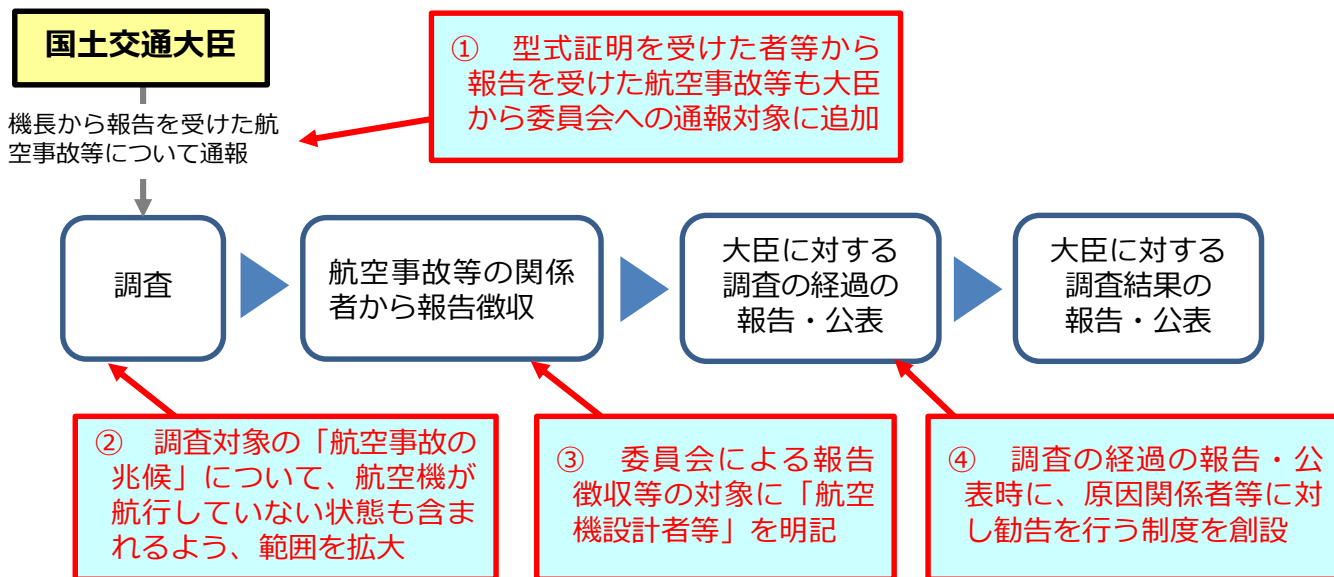 国土交通大臣
① 型式証明を受けた者等から
報告を受けた航空事故等も大臣
から委員会への通報対象に追加
機長から報告を受けた航
空事故等について通報
調査
航空事故等の関係
者から報告徴収
大臣に対する
調査の経過の
報告・公表
大臣に対する
調査結果の
報告・公表
② 調査対象の「航空事故の
兆候」について、航空機が
航行していない状態も含ま
れるよう、範囲を拡大
③ 委員会による報告
徴収等の対象に「航空
機設計者等」を明記
④ 調査の経過の報告・公
表時に、原因関係者等に対
し勧告を行う制度を創設